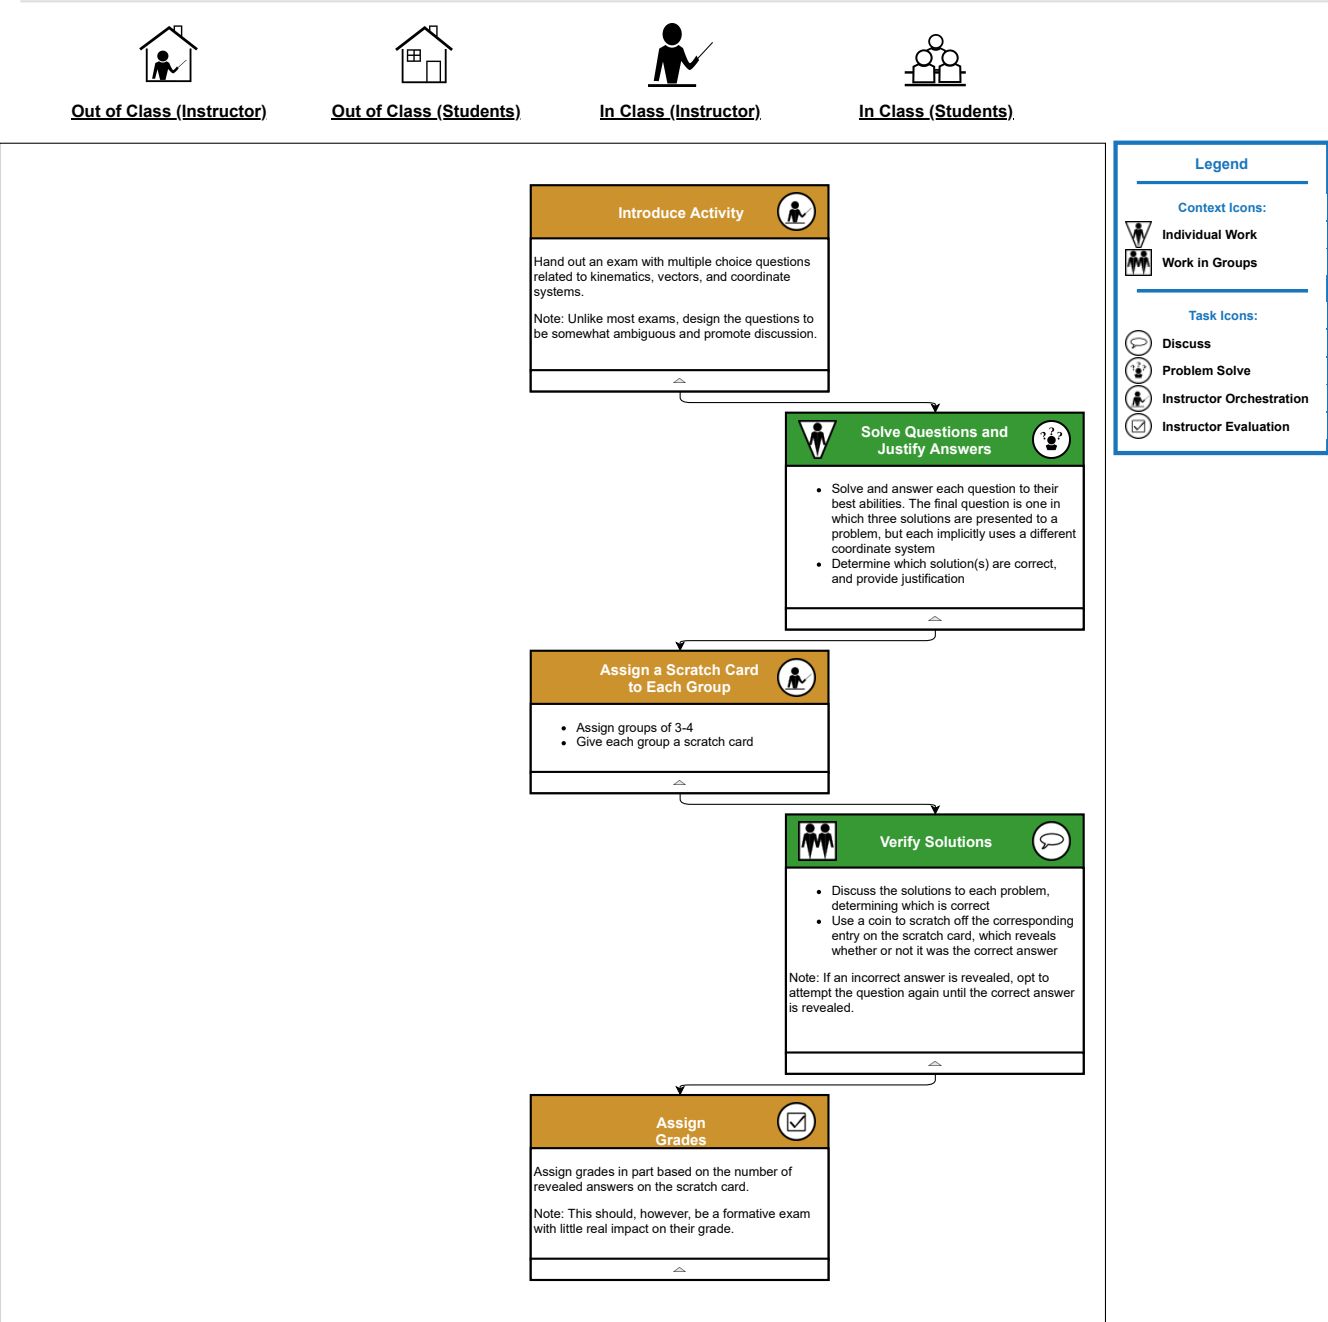 Out of Class (Instructor)
Out of Class (Students)
In Class (Instructor)
In Class (Students)
Legend
Context Icons:
Individual Work
Work in Groups
Task Icons:
Discuss
Problem Solve
Instructor Orchestration
Instructor Evaluation
Introduce Activity
Hand out an exam with multiple choice questions
related to kinematics, vectors, and coordinate
systems.
Note: Unlike most exams, design the questions to
be somewhat ambiguous and promote discussion.
Solve Questions and
Justify Answers
• Solve and answer each question to their
best abilities. The final question is one in
which three solutions are presented to a
problem, but each implicitly uses a different
coordinate system
• Determine which solution(s) are correct,
and provide justification
Assign a Scratch Card
to Each Group
• Assign groups of 3-4
• Give each group a scratch card
Verify Solutions
• Discuss the solutions to each problem,
determining which is correct
• Use a coin to scratch off the corresponding
entry on the scratch card, which reveals
whether or not it was the correct answer
Note: If an incorrect answer is revealed, opt to
attempt the question again until the correct answer
is revealed.
Assign
Grades
Assign grades in part based on the number of
revealed answers on the scratch card.
Note: This should, however, be a formative exam
with little real impact on their grade.